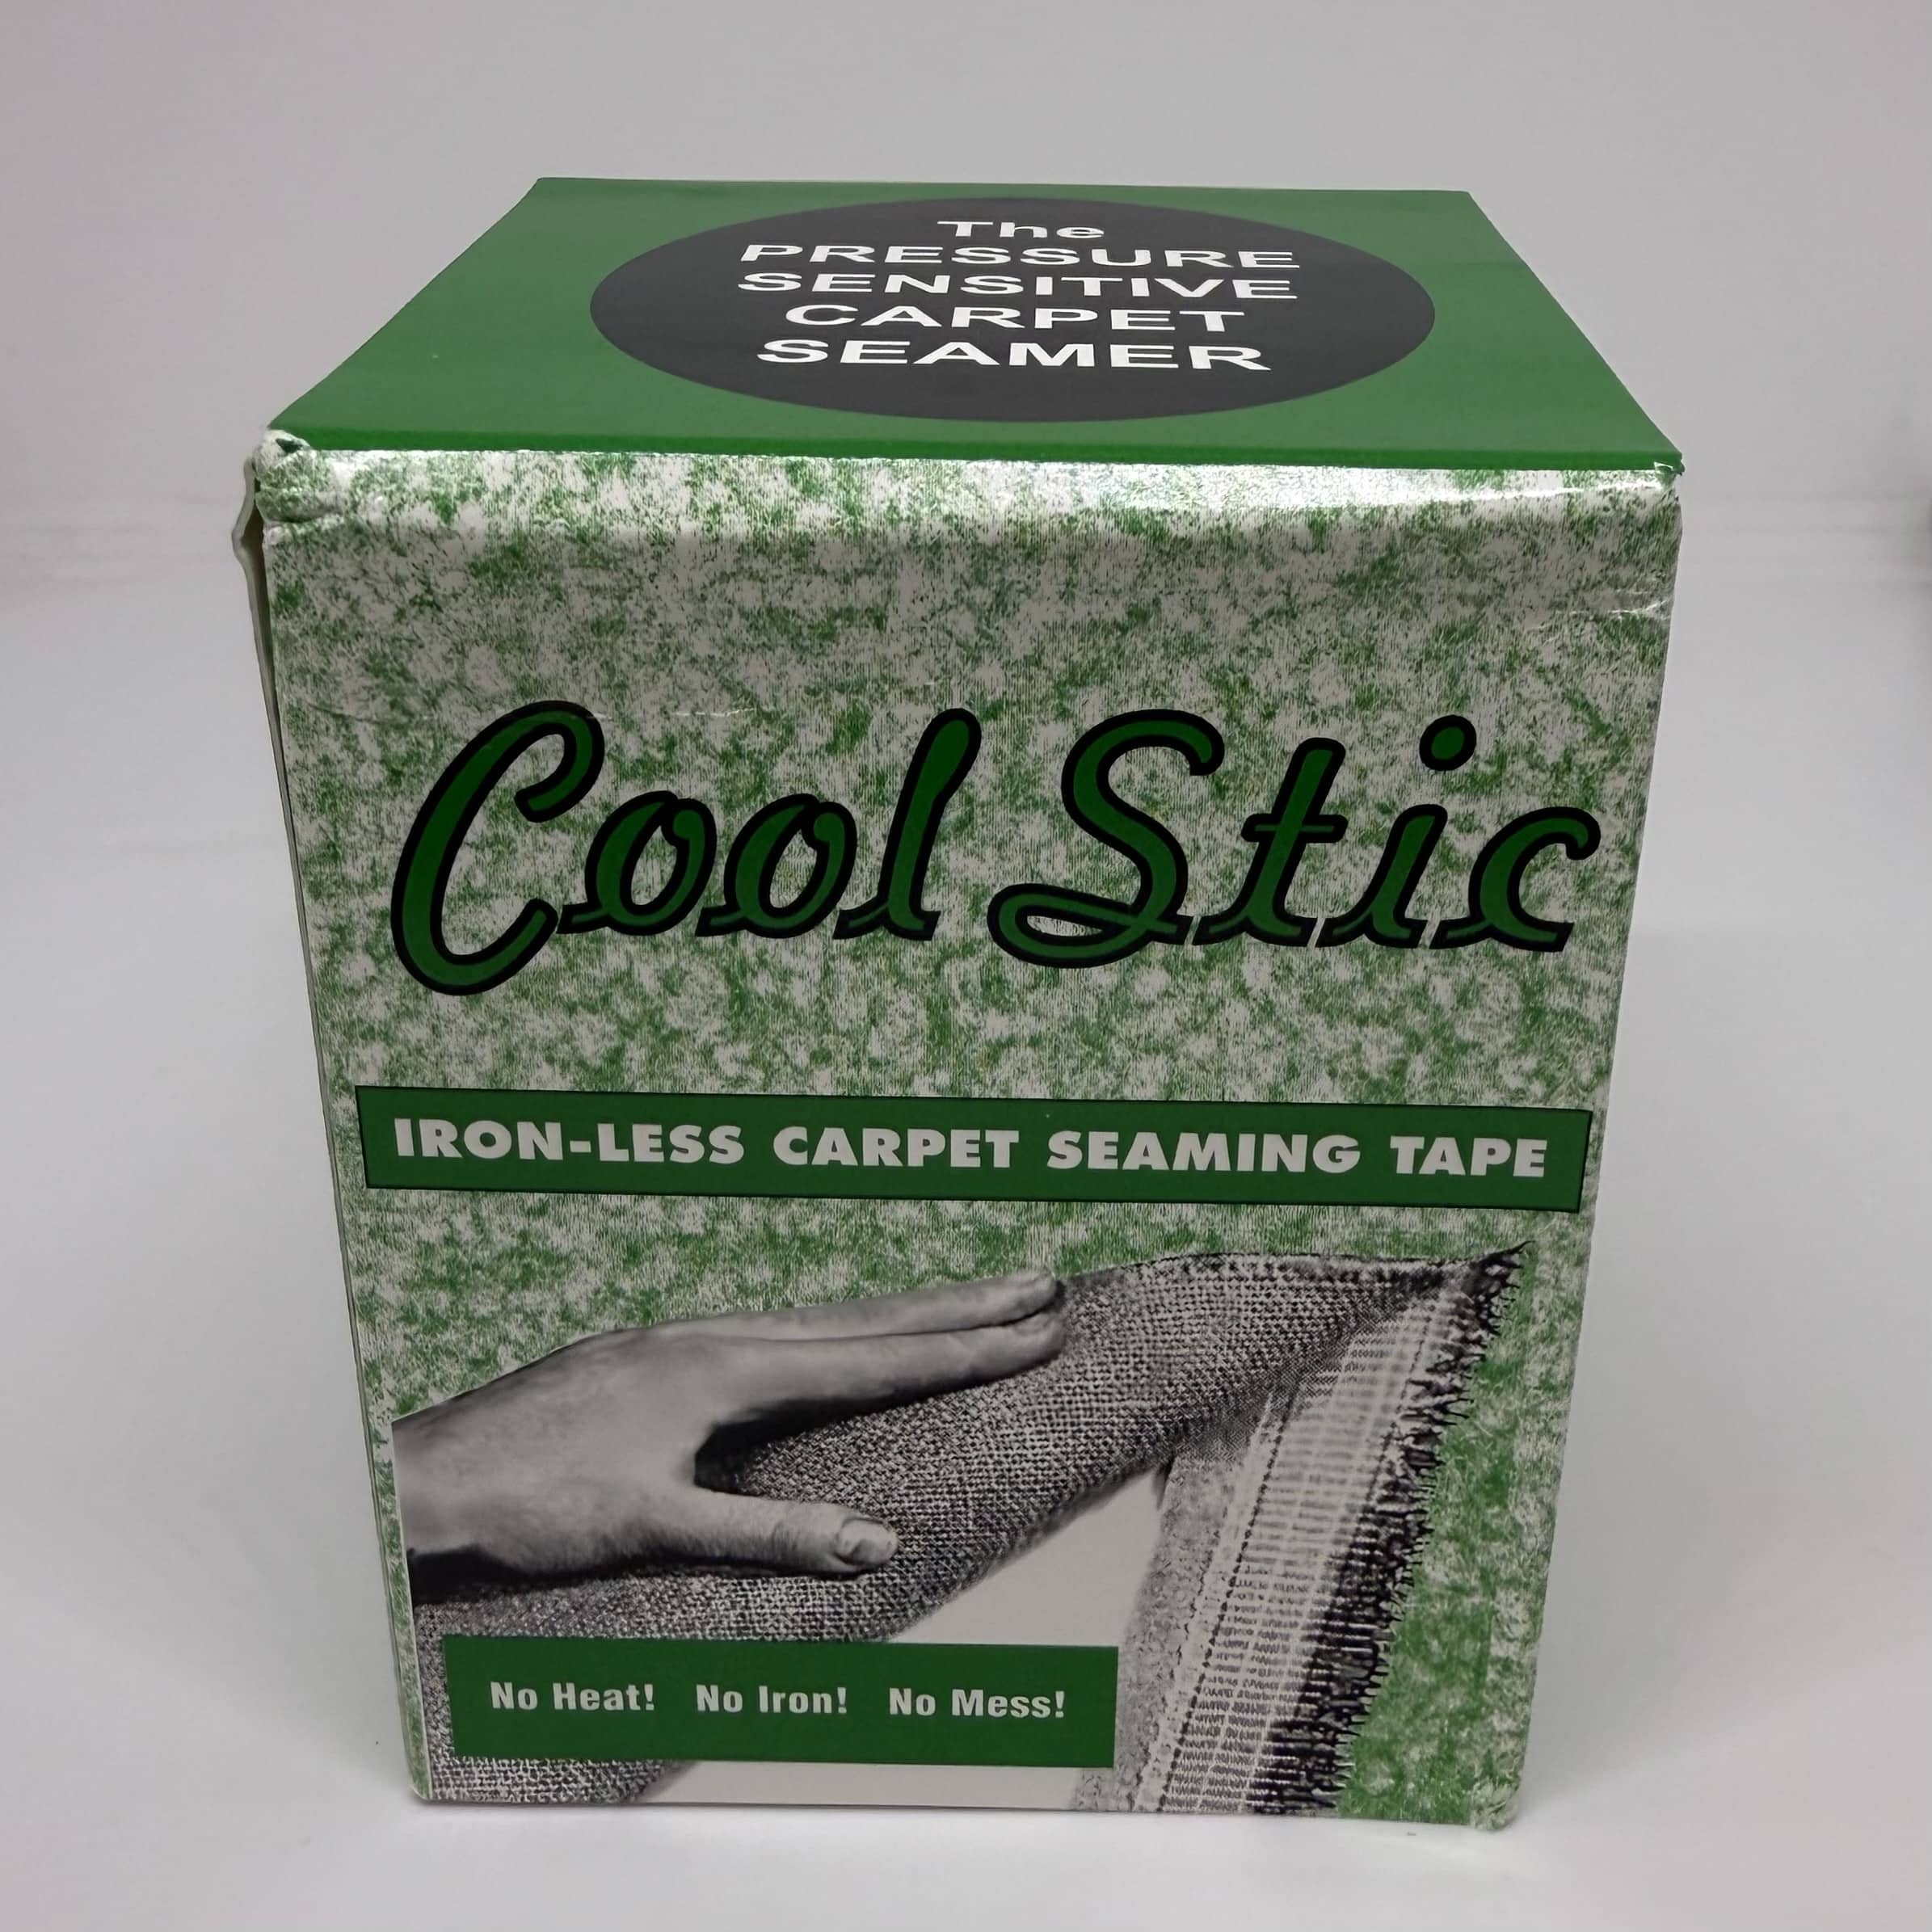 The
PRESSURE
SENSITIVE
CARPET
SEAMER
Cool Stic
IRON-LESS CARPET SEAMING TAPE
No Heat! No Iron! No Mess!